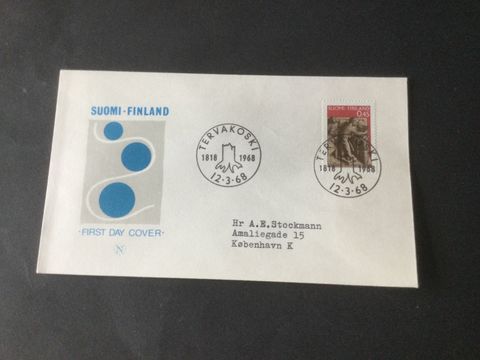 SUOMI-FINLAND
·FIRST DAY COVER·
N
TERVAKOSKI
1818 1968
12-3-68
SUOMI FINLAND
0,45
TERVAKOSKI
1818 1968
12-3-68
Hr A.E.Stockmann
Amaliegade 15
København K